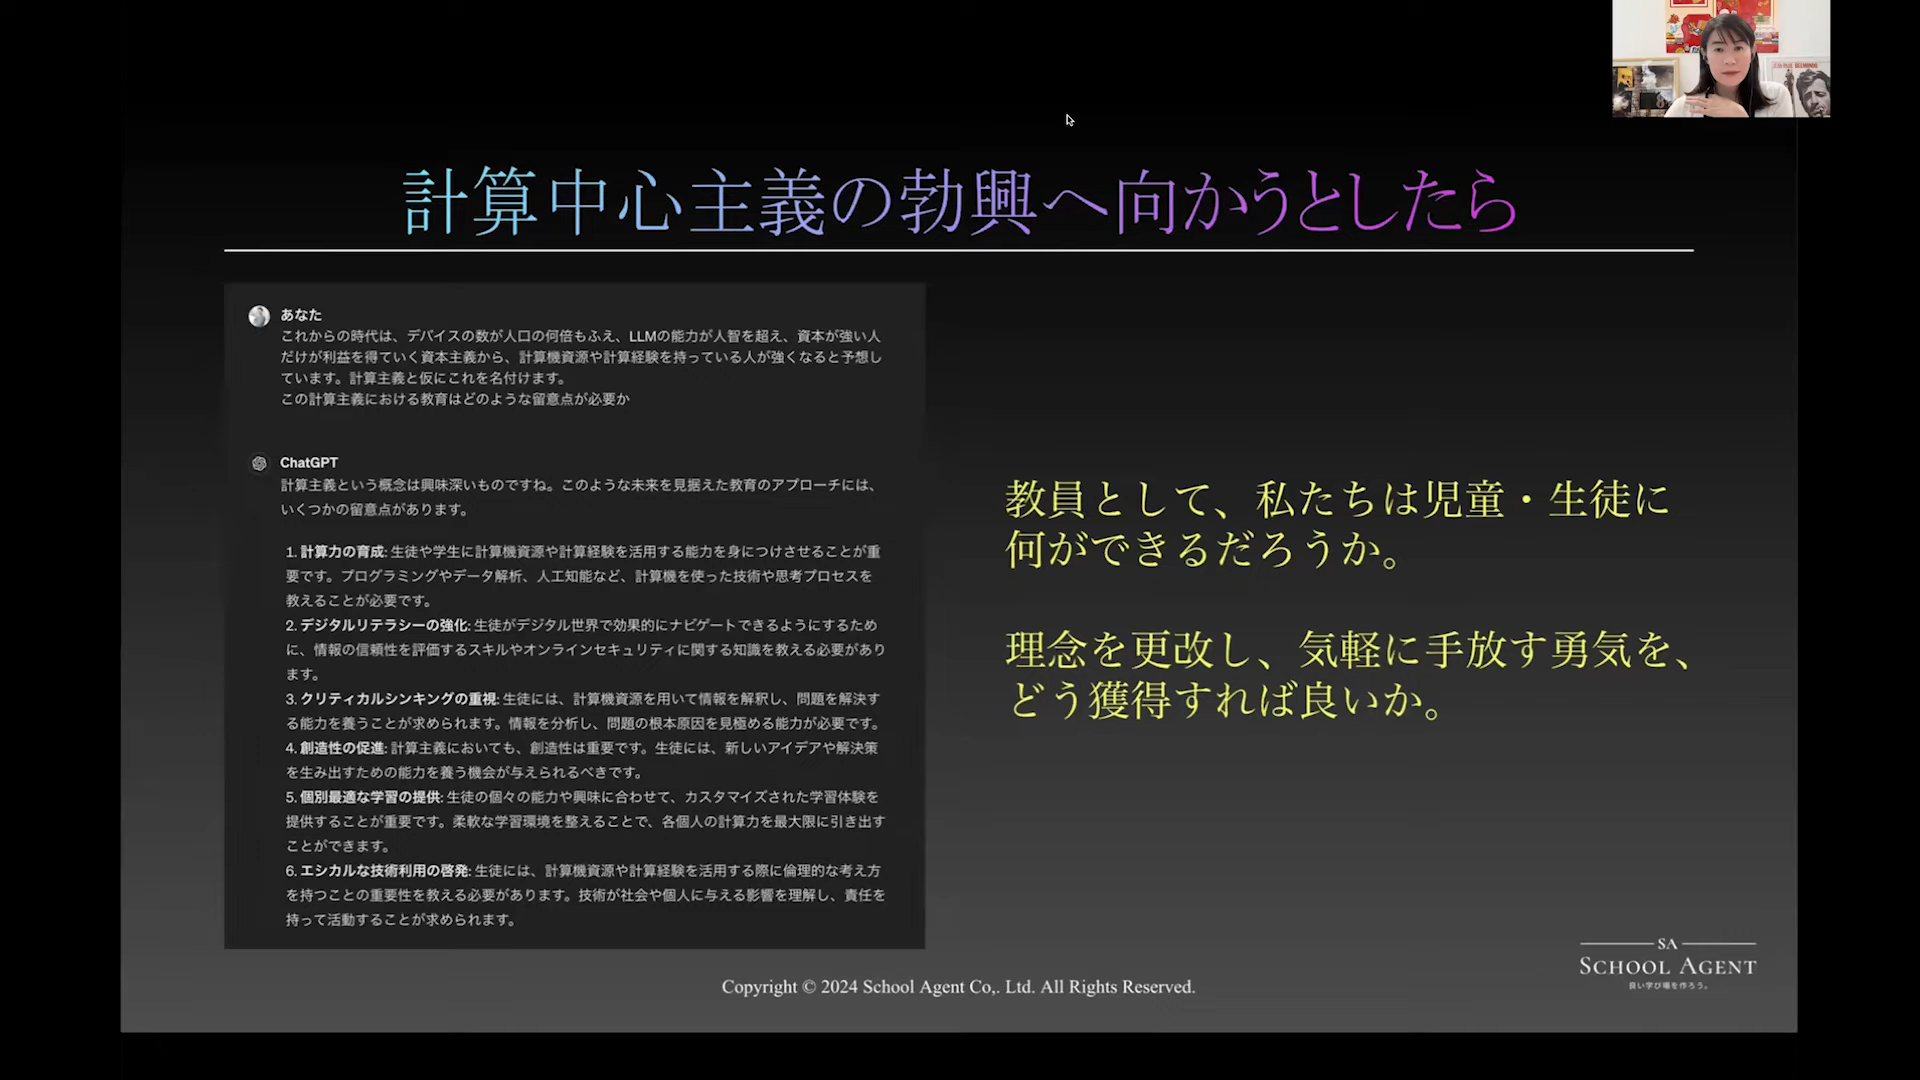 計算中心主義の勃興へ向かうとしたら
あなた
これからの時代は、デバイスの数が人口の何倍もふえ、LLMの能力が人智を超え、資本が強い人
だけが利益を得ていく資本主義から、計算機資源や計算経験を持っている人が強くなると予想し
ています。計算主義と仮にこれを名付けます。
この計算主義における教育はどのような留意点が必要か
ChatGPT
計算主義という概念は興味深いものですね。このような未来を見据えた教育のアプローチには、
いくつかの留意点があります。
1. 計算力の育成: 生徒や学生に計算機資源や計算経験を活用する能力を身につけさせることが重
要です。プログラミングやデータ解析、人工知能など、計算機を使った技術や思考プロセスを
教えることが必要です。
2. デジタルリテラシーの強化: 生徒がデジタル世界で効果的にナビゲートできるようにするため
に、情報の信頼性を評価するスキルやオンラインセキュリティに関する知識を教える必要があり
ます。
3. クリティカルシンキングの重視: 生徒には、計算機資源を用いて情報を解釈し、問題を解決す
る能力を養うことが求められます。情報を分析し、問題の根本原因を見極める能力が必要です。
4. 創造性の促進: 計算主義においても、創造性は重要です。生徒には、新しいアイデアや解決策
を生み出すための能力を養う機会が与えられるべきです。
5. 個別最適な学習の提供: 生徒の個々の能力や興味に合わせて、カスタマイズされた学習体験を
提供することが重要です。柔軟な学習環境を整えることで、各個人の計算力を最大限に引き出す
ことができます。
6. エシカルな技術利用の啓発: 生徒には、計算機資源や計算経験を活用する際に倫理的な考え方
を持つことの重要性を教える必要があります。技術が社会や個人に与える影響を理解し、責任を
持って活動することが求められます。
教員として、私たちは児童・生徒に
何ができるだろうか。
理念を更改し、気軽に手放す勇気を、
どう獲得すれば良いか。
SA
SCHOOL AGENT
良い学び場を作ろう。
Copyright © 2024 School Agent Co,. Ltd. All Rights Reserved.